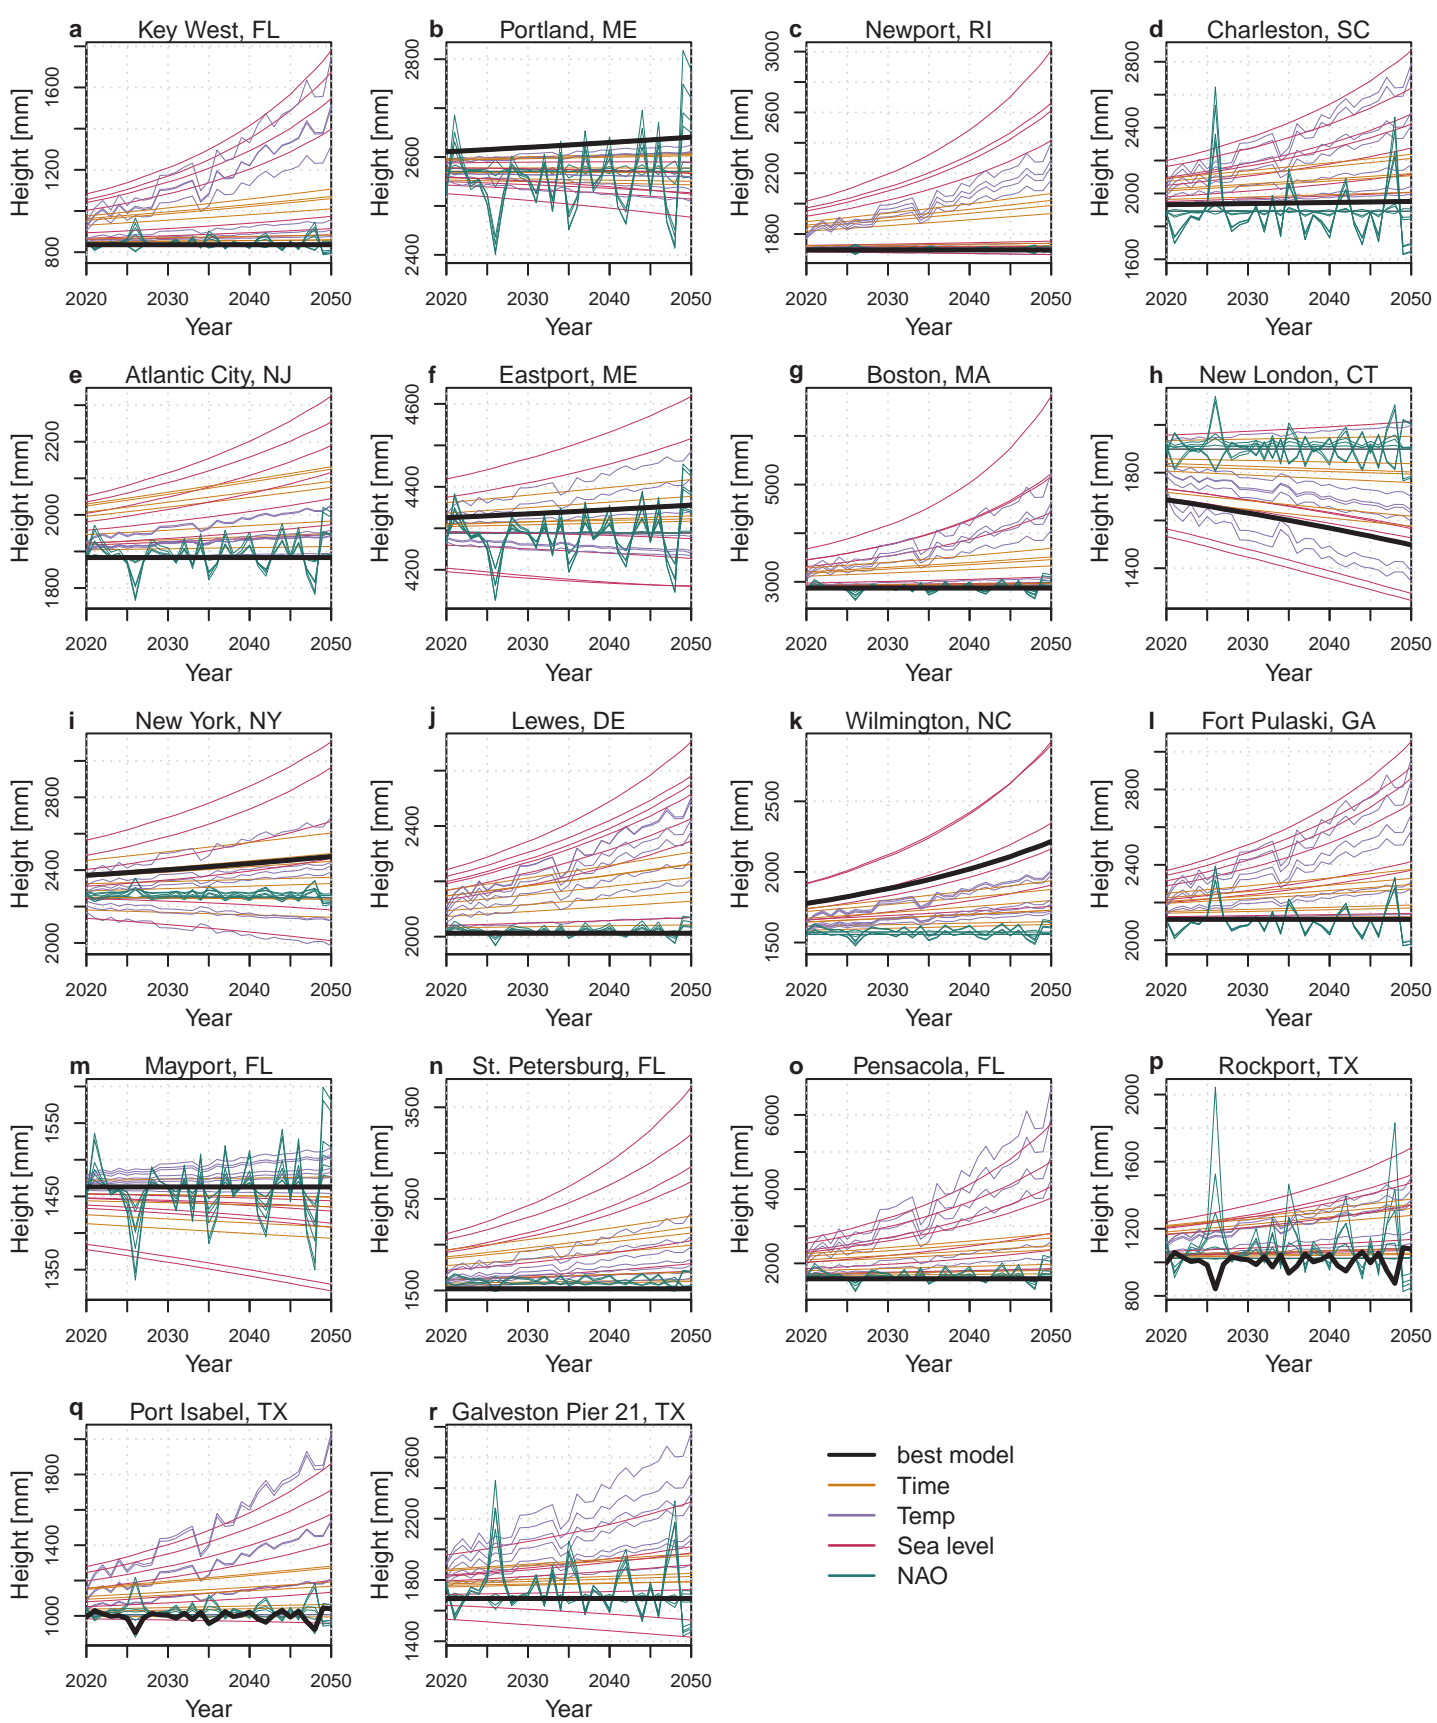 a Key West, FL
Height [mm]
800 1200 1600
2020 2030 2040 2050
Year
b Portland, ME
Height [mm]
2400 2600 2800
2020 2030 2040 2050
Year
c Newport, RI
Height [mm]
1800 2200 2600 3000
2020 2030 2040 2050
Year
d Charleston, SC
Height [mm]
1600 2000 2400 2800
2020 2030 2040 2050
Year
e Atlantic City, NJ
Height [mm]
1800 2000 2200
2020 2030 2040 2050
Year
f Eastport, ME
Height [mm]
4200 4400 4600
2020 2030 2040 2050
Year
g Boston, MA
Height [mm]
3000 5000
2020 2030 2040 2050
Year
h New London, CT
Height [mm]
1400 1800
2020 2030 2040 2050
Year
i New York, NY
Height [mm]
2000 2400 2800
2020 2030 2040 2050
Year
j Lewes, DE
Height [mm]
2000 2400
2020 2030 2040 2050
Year
k Wilmington, NC
Height [mm]
1500 2000 2500
2020 2030 2040 2050
Year
l Fort Pulaski, GA
Height [mm]
2000 2400 2800
2020 2030 2040 2050
Year
m Mayport, FL
Height [mm]
1350 1450 1550
2020 2030 2040 2050
Year
n St. Petersburg, FL
Height [mm]
1500 2500 3500
2020 2030 2040 2050
Year
o Pensacola, FL
Height [mm]
2000 4000 6000
2020 2030 2040 2050
Year
p Rockport, TX
Height [mm]
800 1200 1600 2000
2020 2030 2040 2050
Year
q Port Isabel, TX
Height [mm]
1000 1400 1800
2020 2030 2040 2050
Year
r Galveston Pier 21, TX
Height [mm]
1400 1800 2200 2600
2020 2030 2040 2050
Year
best model
Time
Temp
Sea level
NAO